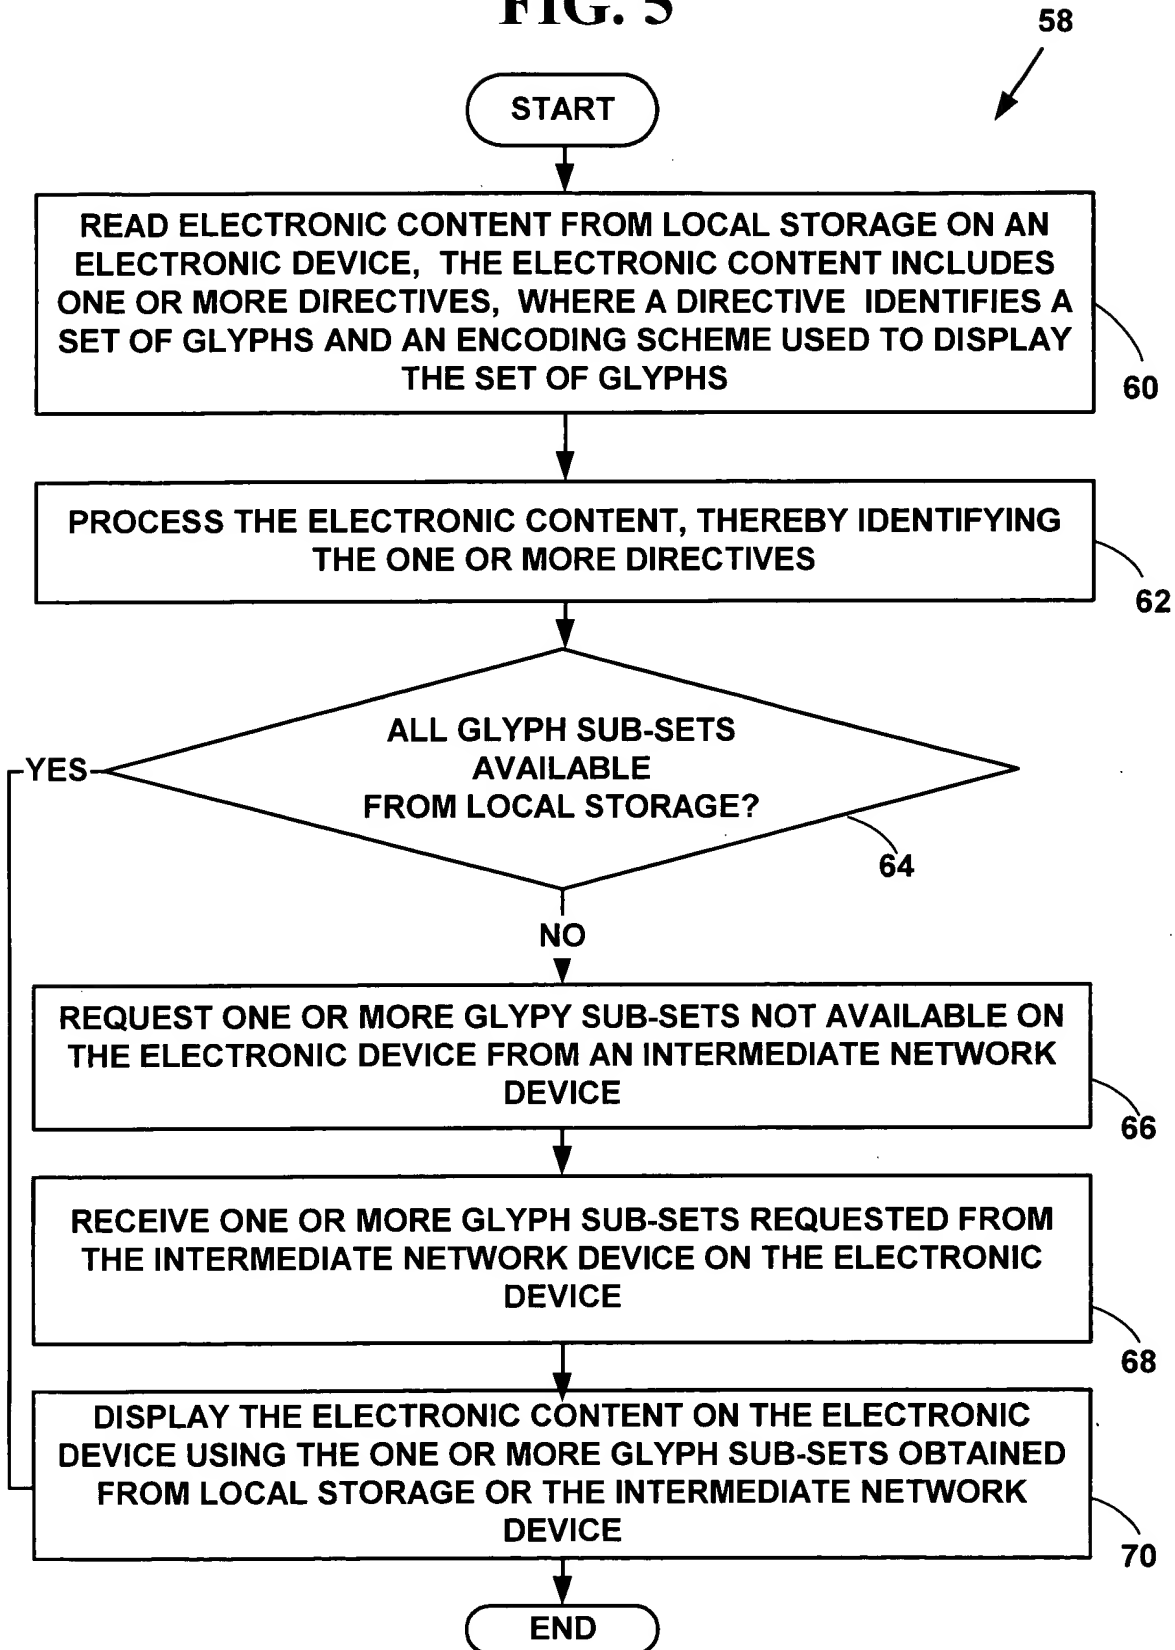 FIG. 5
58
START
READ ELECTRONIC CONTENT FROM LOCAL STORAGE ON AN
ELECTRONIC DEVICE, THE ELECTRONIC CONTENT INCLUDES
ONE OR MORE DIRECTIVES, WHERE A DIRECTIVE IDENTIFIES A
SET OF GLYPHS AND AN ENCODING SCHEME USED TO DISPLAY
THE SET OF GLYPHS
60
PROCESS THE ELECTRONIC CONTENT, THEREBY IDENTIFYING
THE ONE OR MORE DIRECTIVES
62
ALL GLYPH SUB-SETS
AVAILABLE
FROM LOCAL STORAGE?
YES
64
NO
REQUEST ONE OR MORE GLYPY SUB-SETS NOT AVAILABLE ON
THE ELECTRONIC DEVICE FROM AN INTERMEDIATE NETWORK
DEVICE
66
RECEIVE ONE OR MORE GLYPH SUB-SETS REQUESTED FROM
THE INTERMEDIATE NETWORK DEVICE ON THE ELECTRONIC
DEVICE
68
DISPLAY THE ELECTRONIC CONTENT ON THE ELECTRONIC
DEVICE USING THE ONE OR MORE GLYPH SUB-SETS OBTAINED
FROM LOCAL STORAGE OR THE INTERMEDIATE NETWORK
DEVICE
70
END